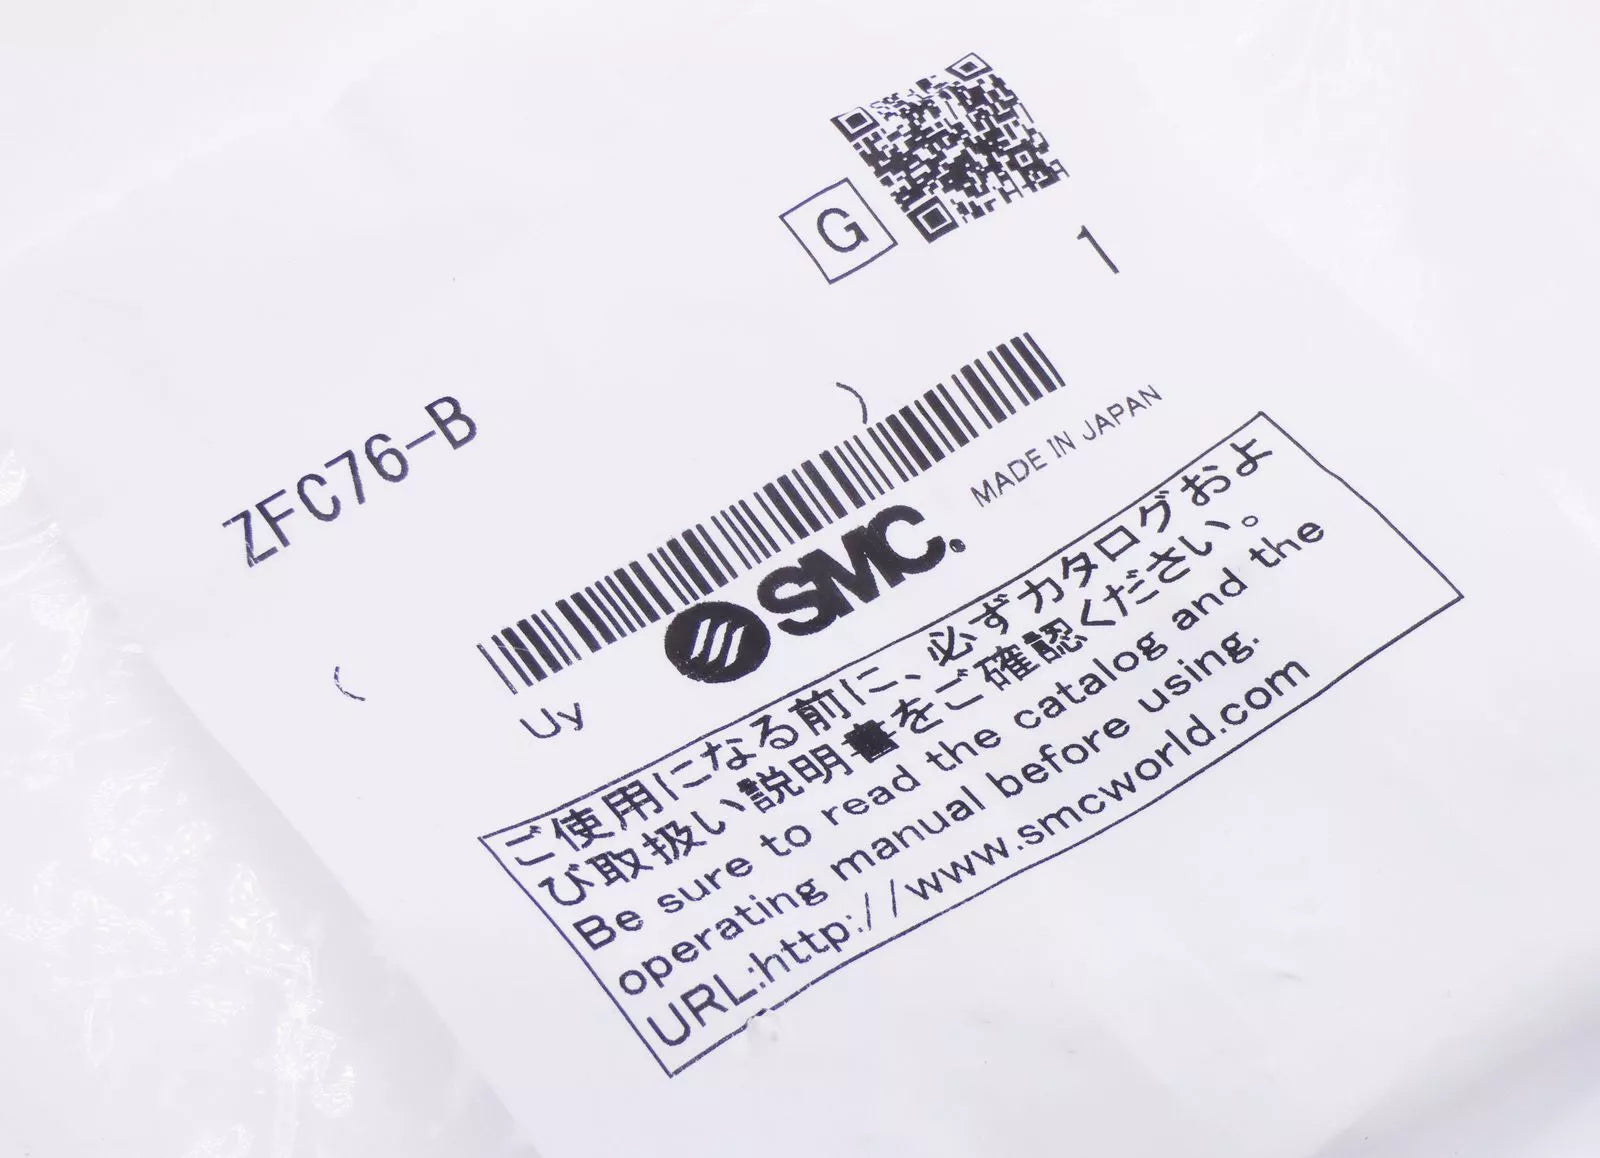 G
1
ZFC76-B
(
)
Uy
SMC.
MADE IN JAPAN
ご使用になる前に、必ずカタログおよ
び取扱い説明書をご確認ください。
Be sure to read the catalog and the
operating manual before using.
URL:http://www.smcworld.com